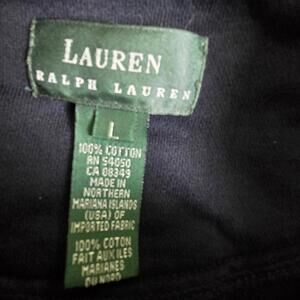 LAUREN
RALPH LAUREN
L
100% COTTON
RN 54050
CA 08349
MADE IN
NORTHERN
MARIANA ISLANDS
(USA) OF
IMPORTED FABRIC
100% COTON
FAIT AUX ILES
MARIANES
DU NORD